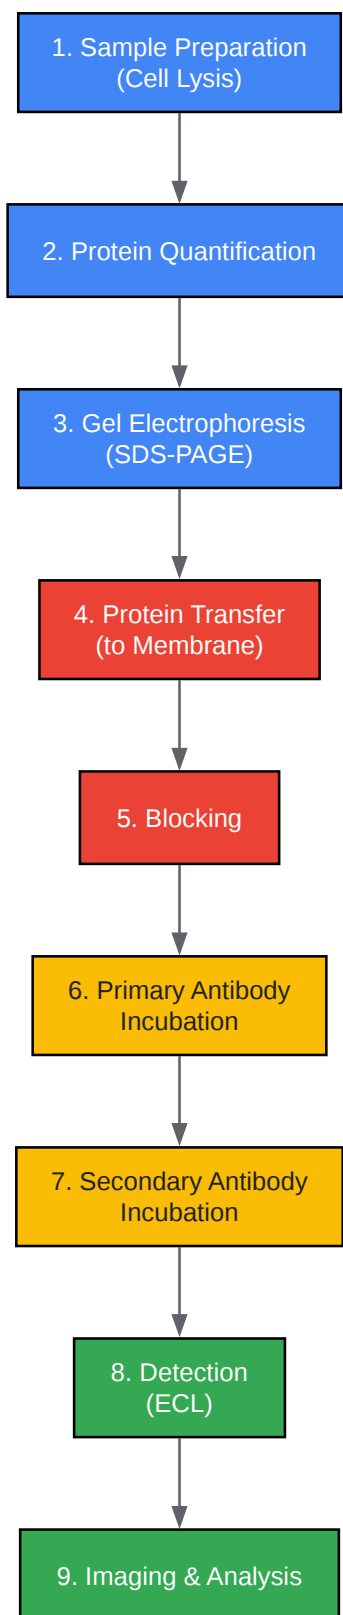 1. Sample Preparation
(Cell Lysis)
2. Protein Quantification
3. Gel Electrophoresis
(SDS-PAGE)
4. Protein Transfer
(to Membrane)
5. Blocking
6. Primary Antibody
Incubation
7. Secondary Antibody
Incubation
8. Detection
(ECL)
9. Imaging & Analysis